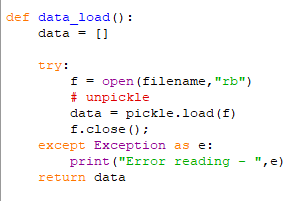 def data_load():
    data = []
    try:
        f = open(filename,"rb")
        # unpickle
        data = pickle.load(f)
        f.close();
    except Exception as e:
        print("Error reading - ",e)
    return data